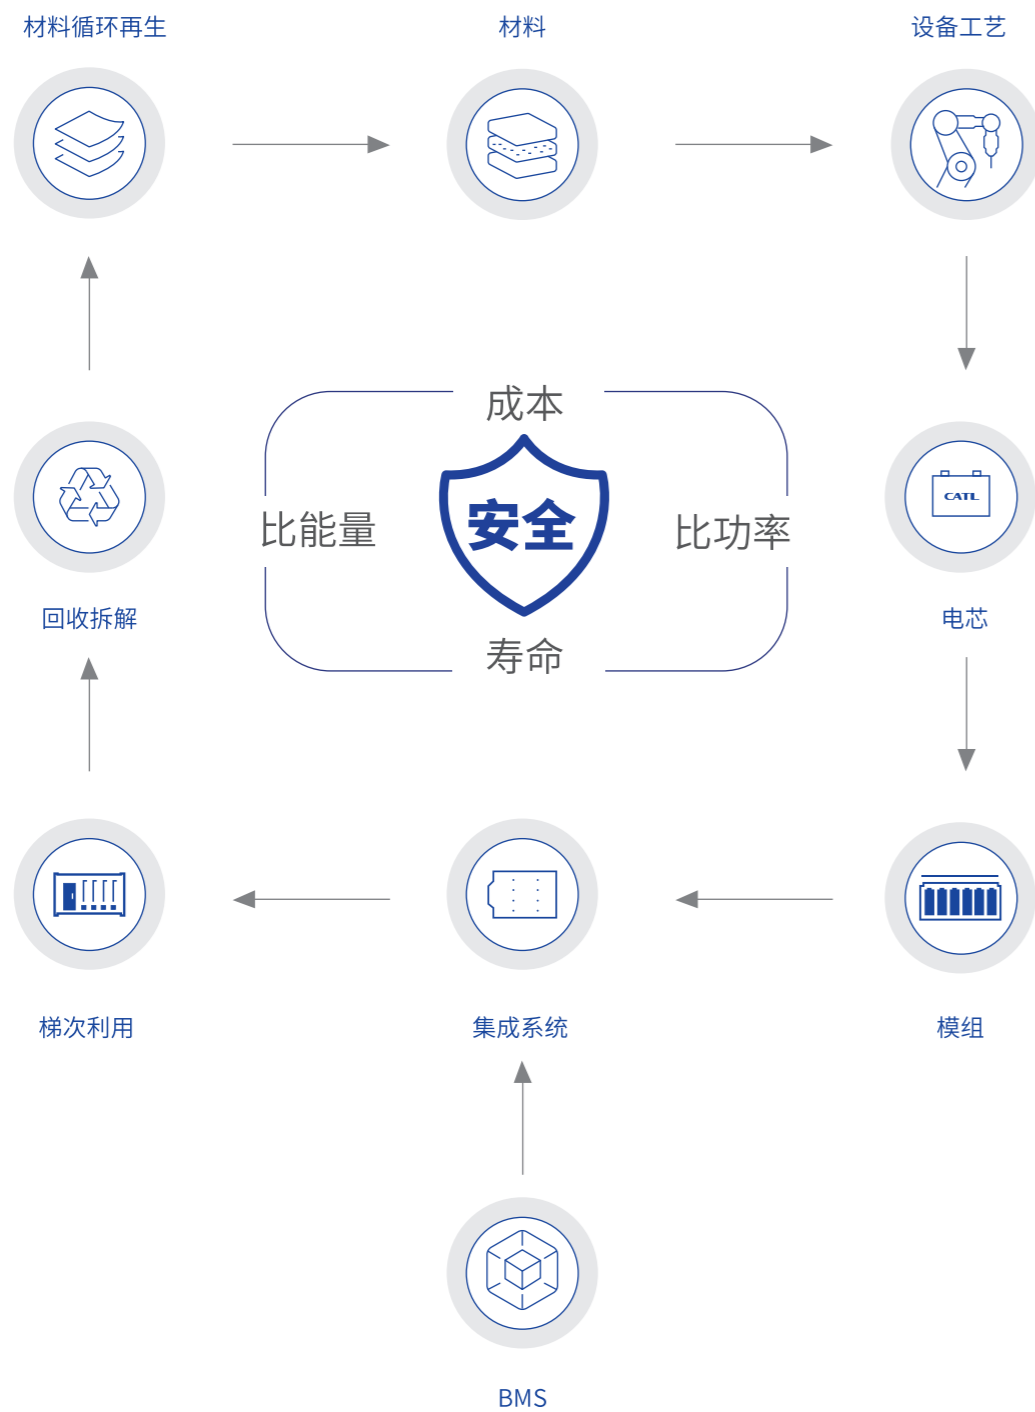 材料循环再生
材料
设备工艺
成本
安全
比能量
比功率
CATL
回收拆解
电芯
寿命
梯次利用
集成系统
模组
BMS